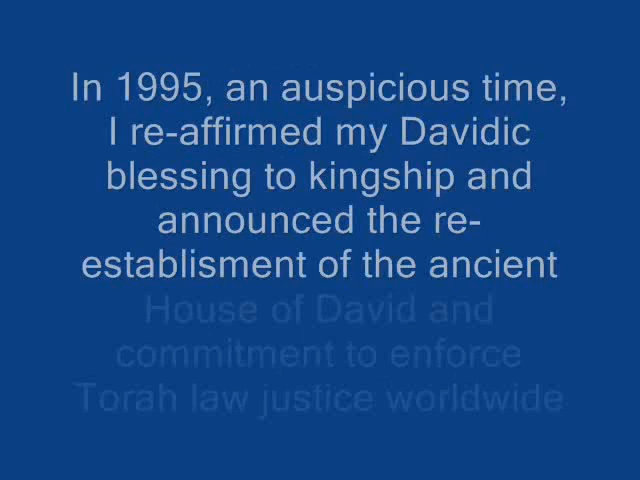 In 1995, an auspicious time,
I re-affirmed my Davidic
blessing to kingship and
announced the re-
establisment of the ancient
House of David and
commitment to enforce
Torah law justice worldwide